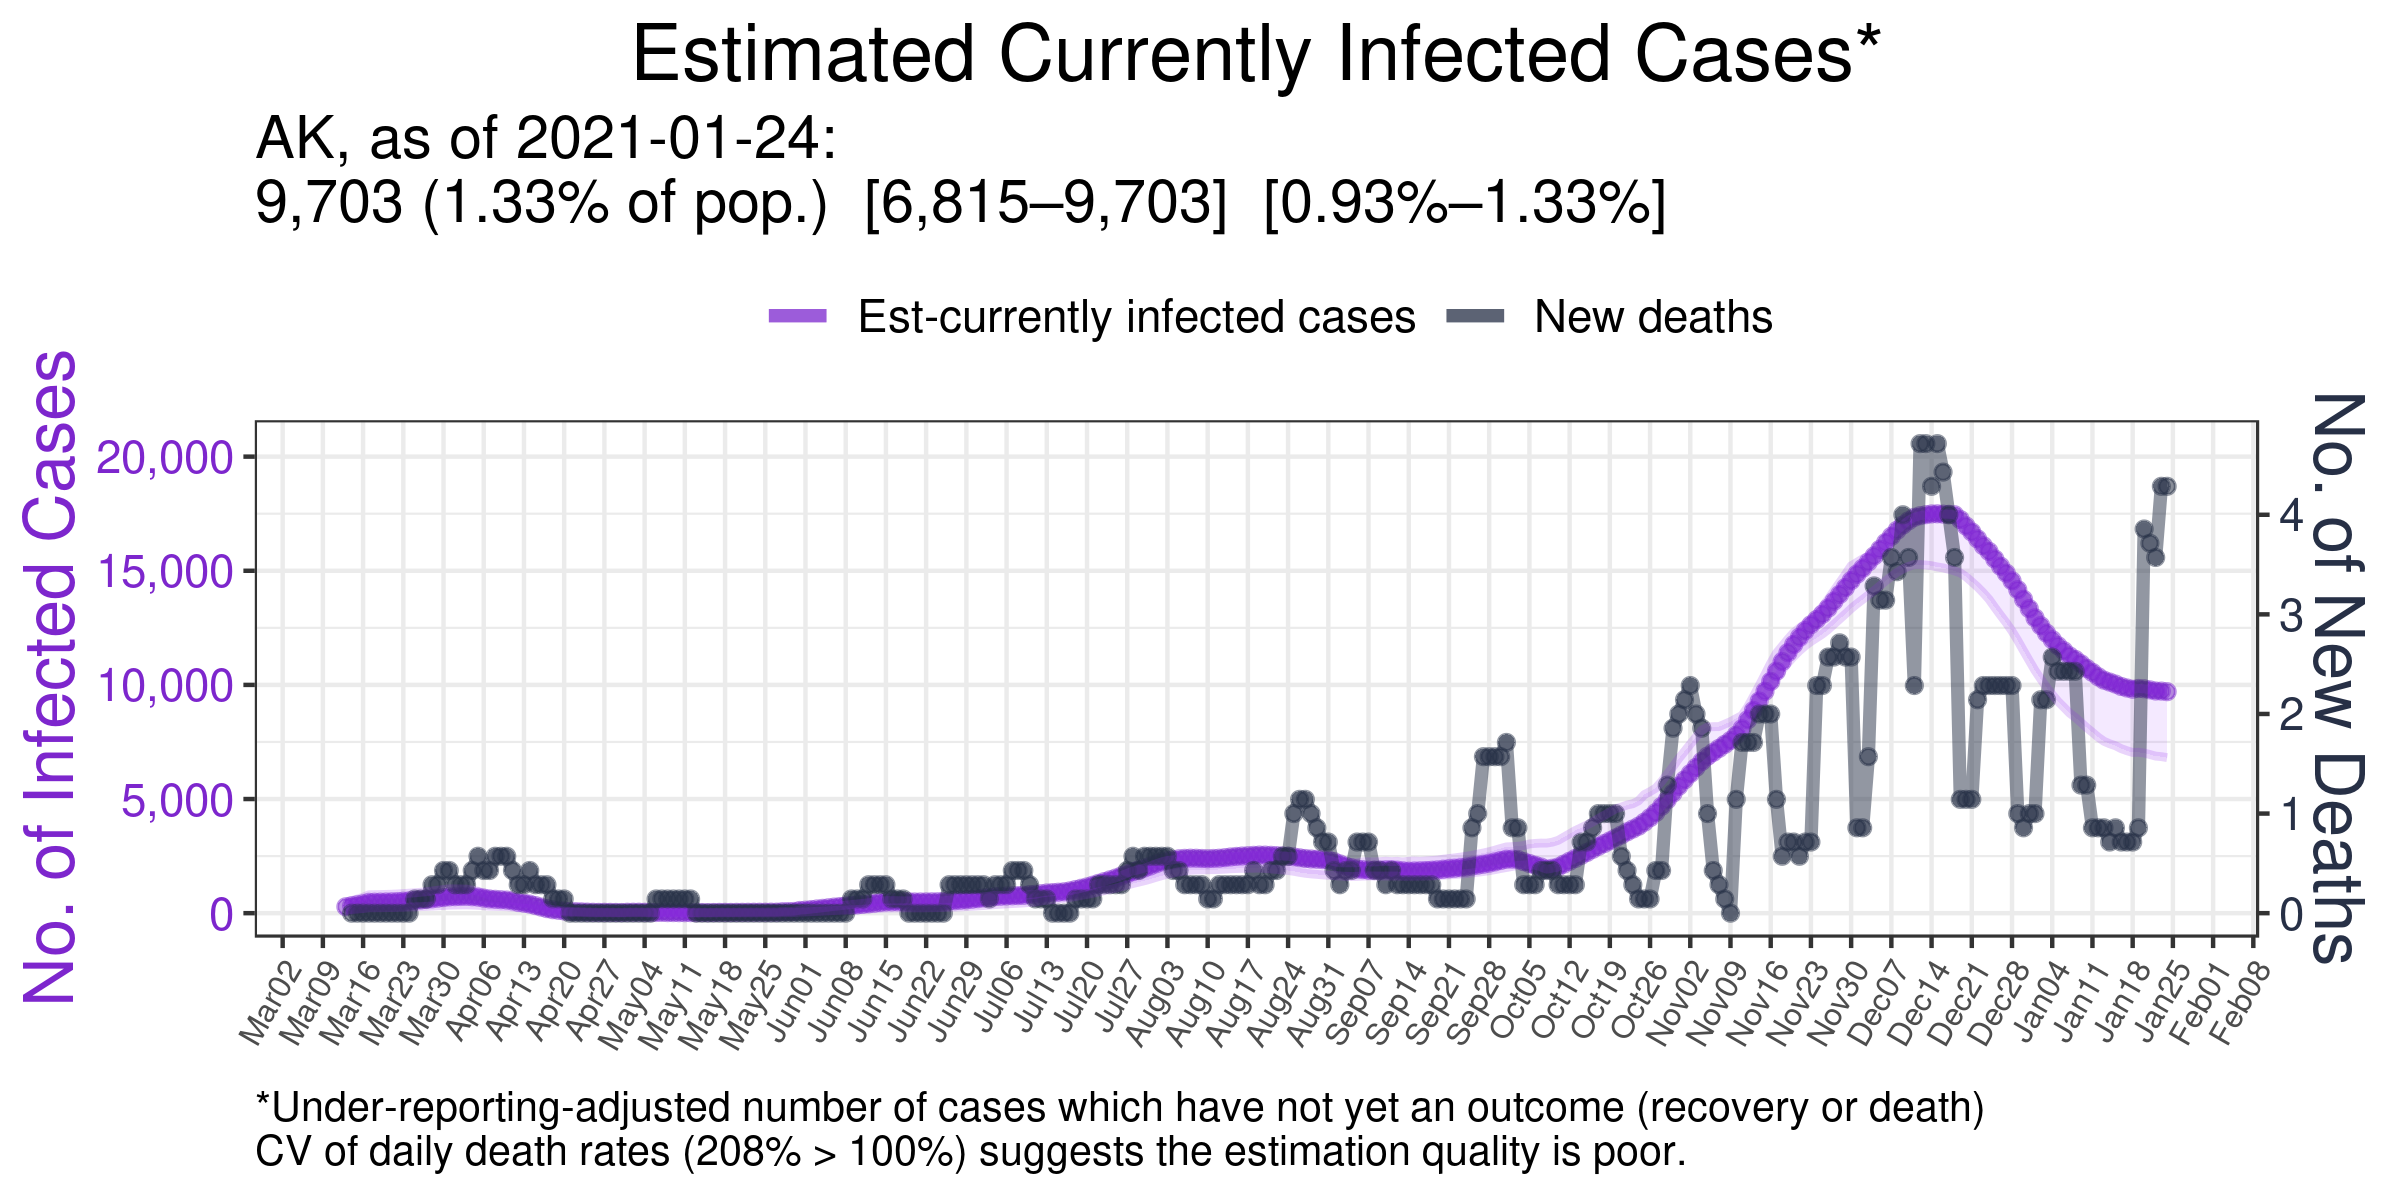 Estimated Currently Infected Cases*
AK, as of 2021-01-24:
9,703 (1.33% of pop.) [6,815–9,703] [0.93%–1.33%]
Est-currently infected cases
New deaths
No. of Infected Cases
20,000
15,000
10,000
5,000
0
4
3
2
1
0
No. of New Deaths
Mar02
Mar09
Mar16
Mar23
Mar30
Apr06
Apr13
Apr20
Apr27
May04
May11
May18
May25
Jun01
Jun08
Jun15
Jun22
Jun29
Jul06
Jul13
Jul20
Jul27
Aug03
Aug10
Aug17
Aug24
Aug31
Sep07
Sep14
Sep21
Sep28
Oct05
Oct12
Oct19
Oct26
Nov02
Nov09
Nov16
Nov23
Nov30
Dec07
Dec14
Dec21
Dec28
Jan04
Jan11
Jan18
Jan25
Feb01
Feb08
*Under-reporting-adjusted number of cases which have not yet an outcome (recovery or death)
CV of daily death rates (208% > 100%) suggests the estimation quality is poor.